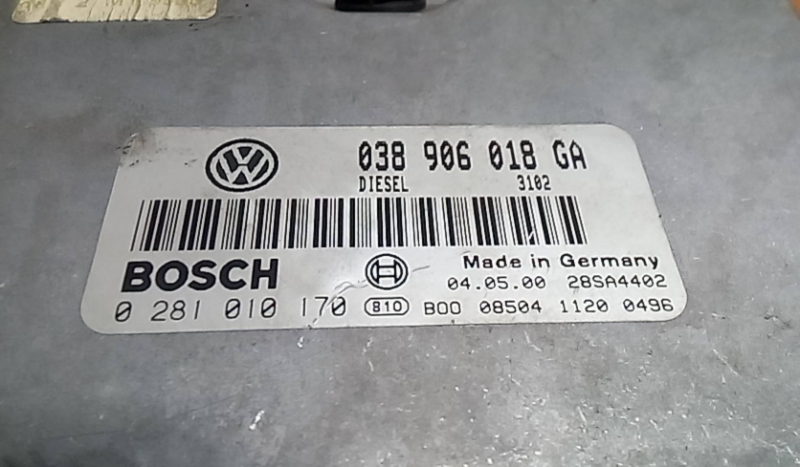 038 906 018 GA
DIESEL 3102
BOSCH Made in Germany
04.05.00 28SA4402
0 281 010 170 B10 B00 08504 1120 0496